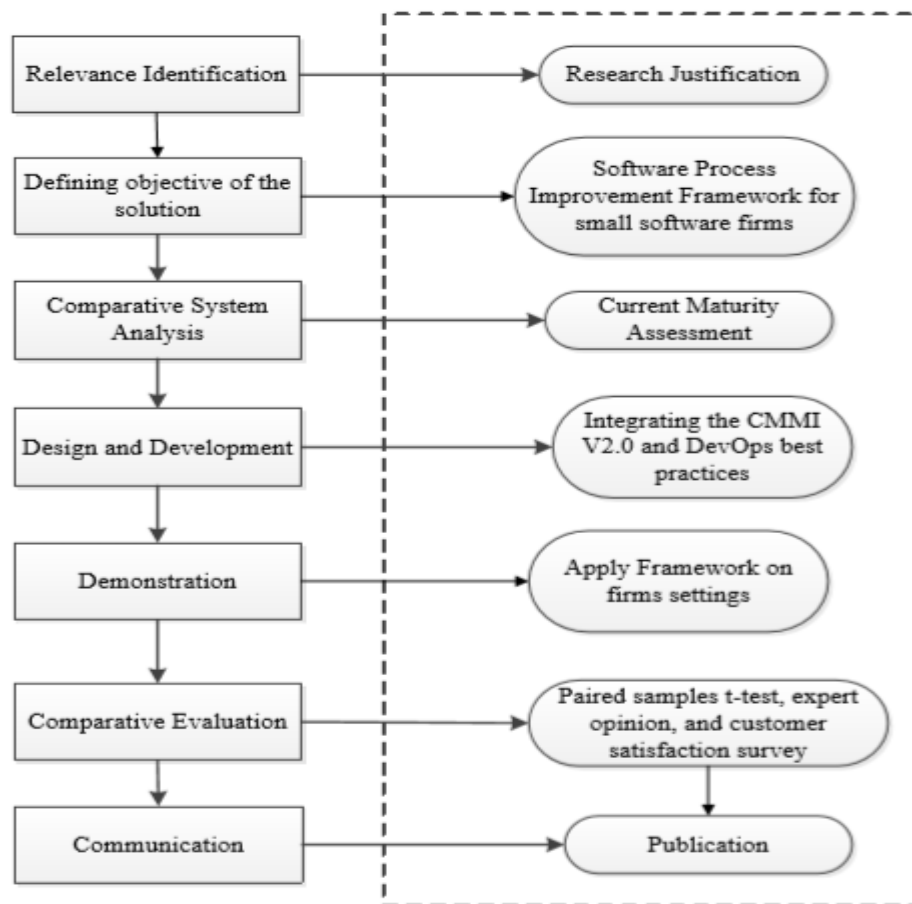 Relevance Identification
Research Justification
Defining objective of the
solution
Software Process
Improvement Framework for
small software firms
Comparative System
Analysis
Current Maturity
Assessment
Design and Development
Integrating the CMMI
V2.0 and DevOps best
practices
Demonstration
Apply Framework on
firms settings
Comparative Evaluation
Paired samples t-test, expert
opinion, and customer
satisfaction survey
Communication
Publication